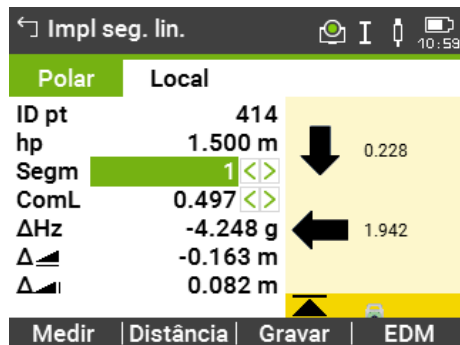 Impl seg. lin.
10:59
Polar Local
ID pt 414
hp 1.500 m
Segm 1
ComL 0.497
ΔHz -4.248 g
Δ -0.163 m
Δ 0.082 m
0.228
1.942
Medir Distância Gravar EDM